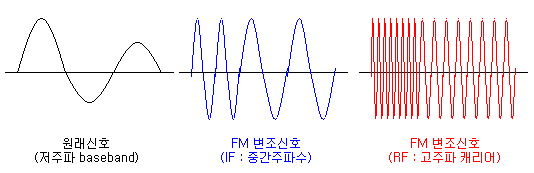 원래신호
(저주파 baseband)
FM 변조신호
(IF : 중간주파수)
FM 변조신호
(RF : 고주파 캐리어)